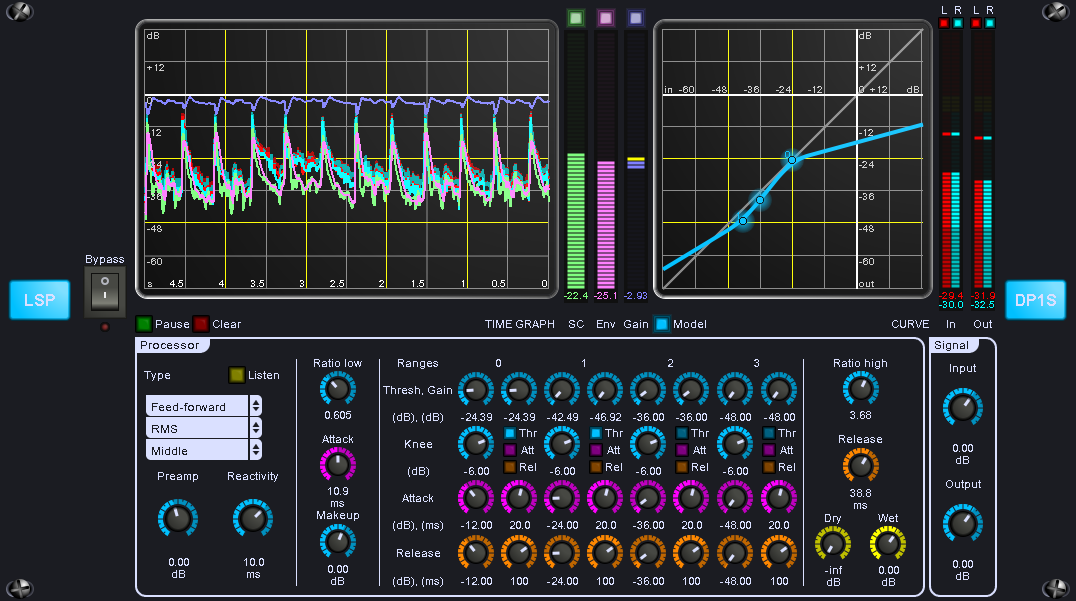 L R L R
dB
+12
0
-12
-24
-36
-48
-60
s 4.5 4 3.5 3 2.5 2 1.5 1 0.5 0
dB
+12
in -60 -48 -36 -24 -12 0 +12 dB
-12
-24
-36
-48
-60
out
0
-22.4 -25.1 -2.93
-29.4 -31.9
-30.0 -32.5
Bypass
LSP
DP1S
Pause Clear TIME GRAPH SC Env Gain Model CURVE In Out
Processor
Type Listen
Feed-forward
RMS
Middle
Preamp Reactivity
0.00 10.0
dB ms
Ratio low
0.605
Attack
10.9
ms
Makeup
0.00
dB
Ranges 0 1 2 3
Thresh, Gain
(dB), (dB) -24.39 -24.39 -42.49 -46.92 -36.00 -36.00 -48.00 -48.00
Knee Thr Thr Thr Thr
Att Att Att Att
Rel Rel Rel Rel
(dB) -6.00 -6.00 -6.00 -6.00
Attack
(dB), (ms) -12.00 20.0 -24.00 20.0 -36.00 20.0 -48.00 20.0
Release
(dB), (ms) -12.00 100 -24.00 100 -36.00 100 -48.00 100
Ratio high
3.68
Release
38.8
ms
Dry Wet
-inf 0.00
dB dB
Signal
Input
0.00
dB
Output
0.00
dB